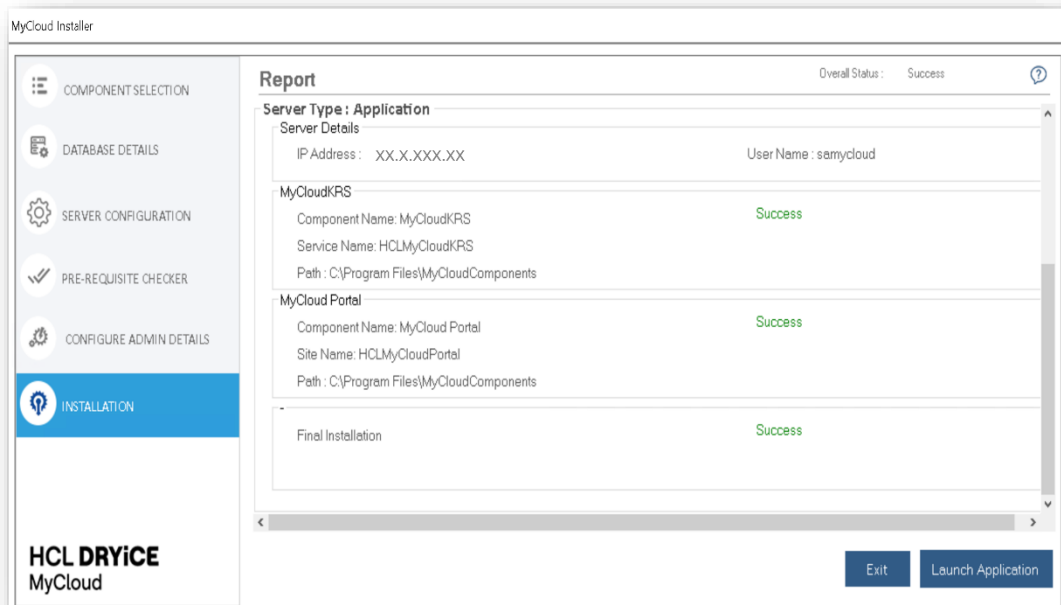 MyCloud Installer
COMPONENT SELECTION
DATABASE DETAILS
SERVER CONFIGURATION
PRE-REQUISITE CHECKER
CONFIGURE ADMIN DETAILS
INSTALLATION
HCL DRYiCE
MyCloud
Report
Overall Status : Success
Server Type : Application
Server Details
IP Address : XX.X.XXX.XX User Name : samycloud
MyCloudKRS
Component Name: MyCloudKRS Success
Service Name: HCLMyCloudKRS
Path : C:\Program Files\MyCloudComponents
MyCloud Portal
Component Name: MyCloud Portal Success
Site Name: HCLMyCloudPortal
Path : C:\Program Files\MyCloudComponents
-
Final Installation Success
Exit Launch Application